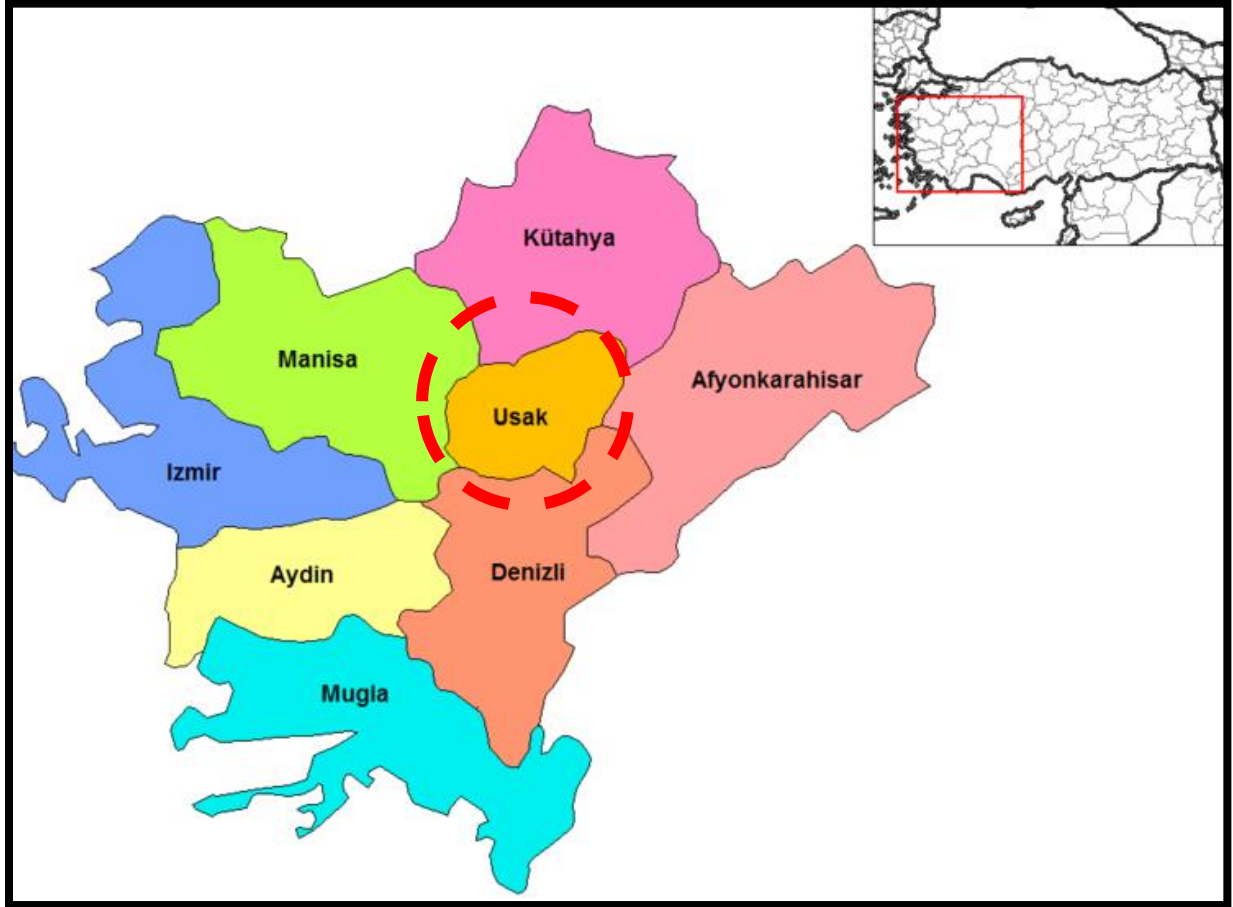 Kütahya
Manisa
Afyonkarahisar
Usak
Izmir
Aydin
Denizli
Mugla